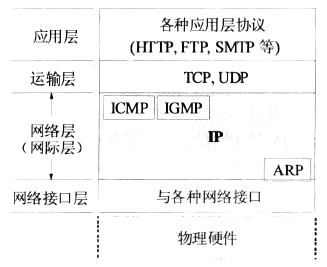 应用层
各种应用层协议
(HTTP, FTP, SMTP 等)
运输层
TCP, UDP
ICMP IGMP
网络层
(网际层)
IP
ARP
网络接口层
与各种网络接口
物理硬件